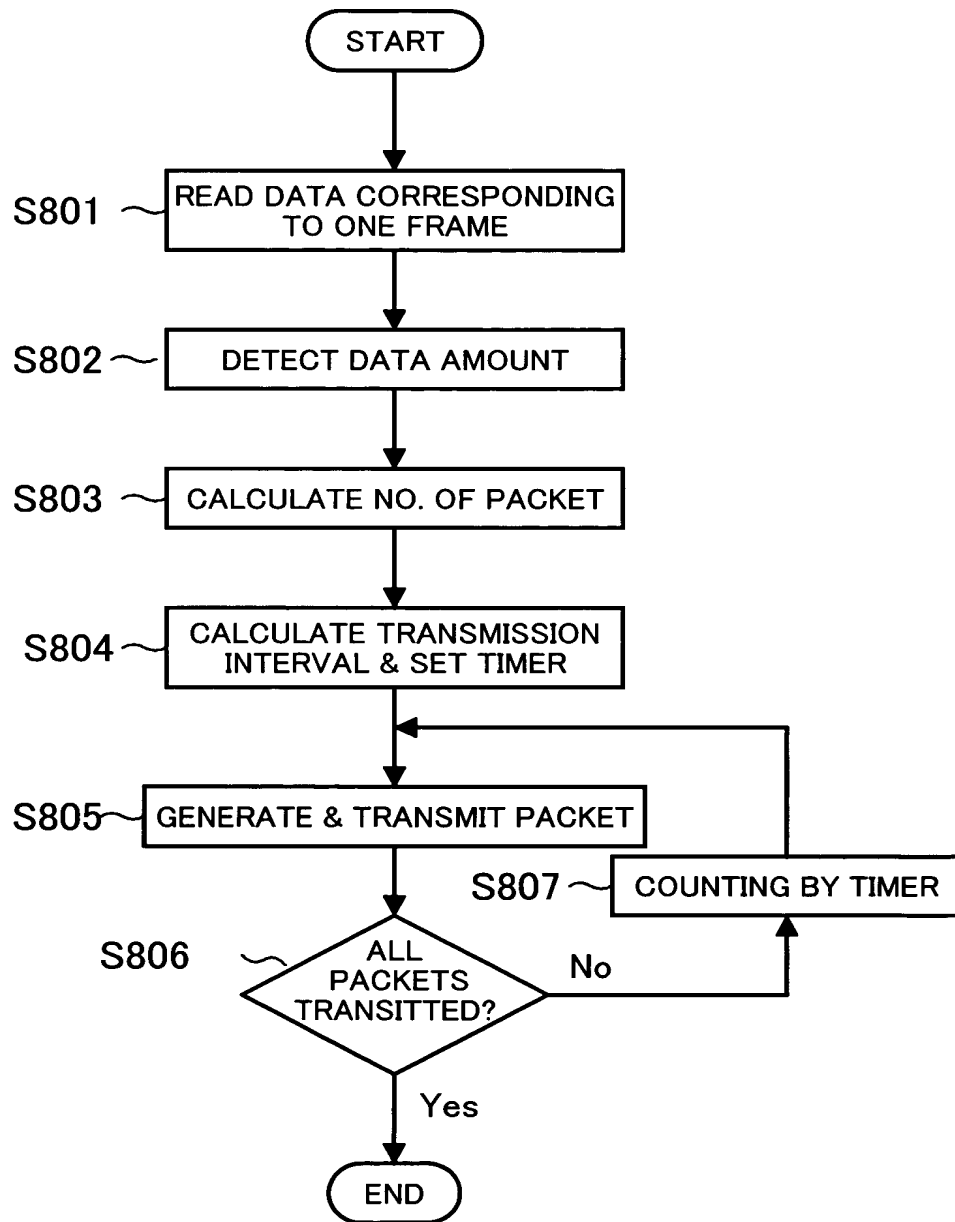 START
S801
READ DATA CORRESPONDING
TO ONE FRAME
S802
DETECT DATA AMOUNT
S803
CALCULATE NO. OF PACKET
S804
CALCULATE TRANSMISSION
INTERVAL & SET TIMER
S805
GENERATE & TRANSMIT PACKET
S807
COUNTING BY TIMER
S806
ALL
PACKETS
TRANSITTED?
No
Yes
END